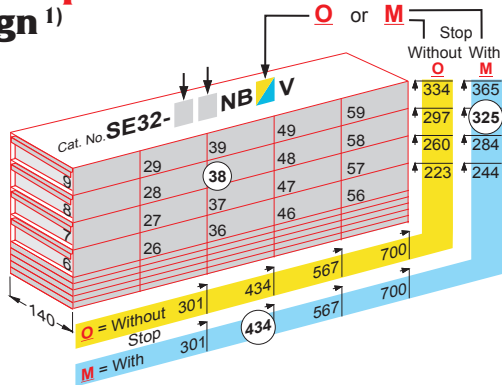 gn 1)
O or M
Stop
Without With
O M
Cat. No. SE32- NB V
334 365
297 325
260 284
223 244
9 29 39 49 59
8 28 38 48 58
7 27 37 47 57
6 26 36 46 56
140
O = Without 301 434 567 700
Stop
M = With 301 434 567 700